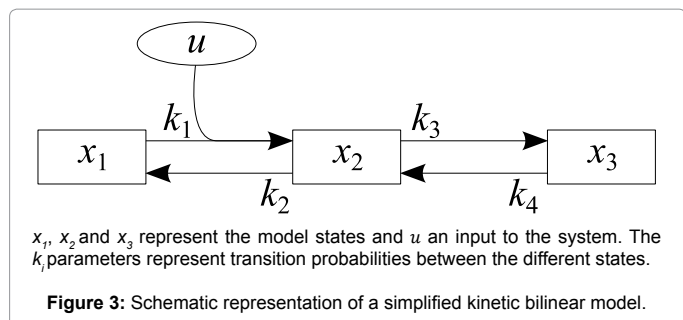 u
k₁
k₃
x₁
x₂
x₃
k₂
k₄
x₁, x₂ and x₃ represent the model states and u an input to the system. The
kᵢ parameters represent transition probabilities between the different states.
Figure 3: Schematic representation of a simplified kinetic bilinear model.